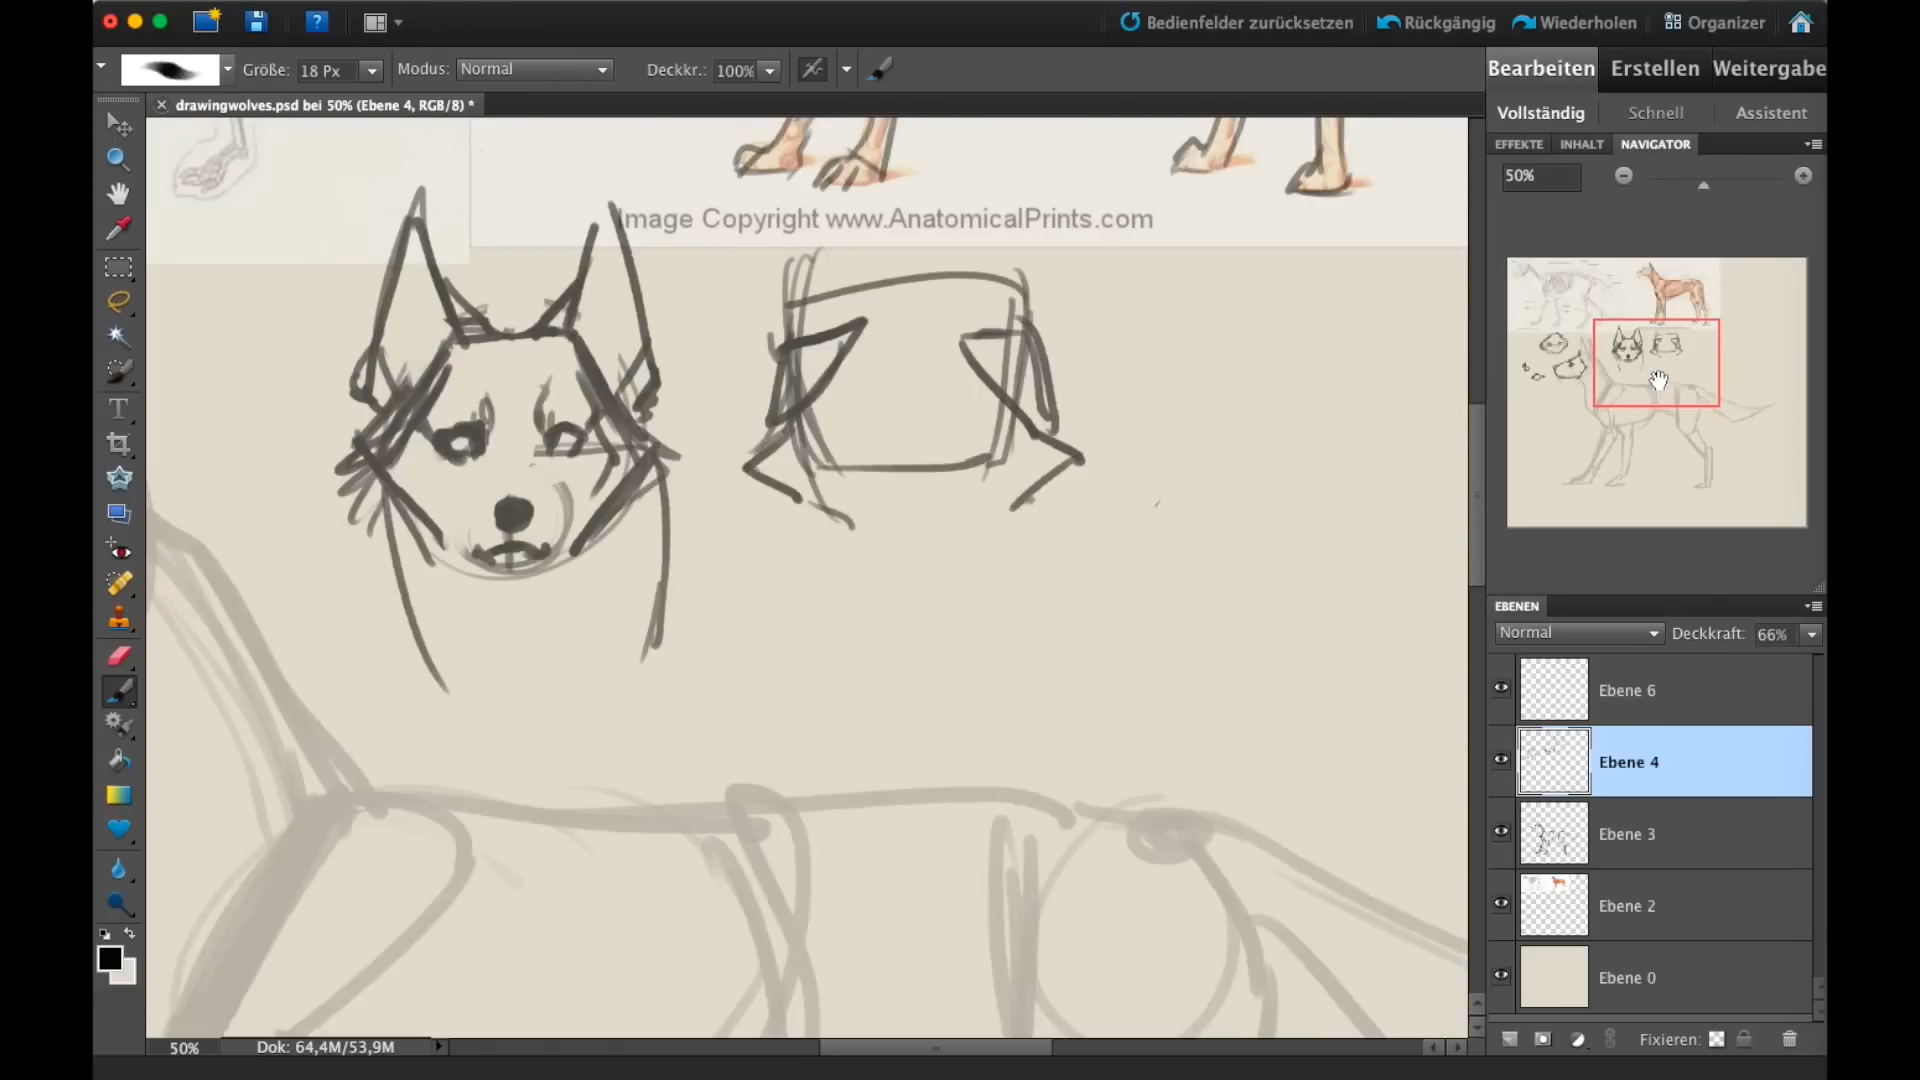 Bedienfelder zurücksetzen Rückgängig Wiederholen Organizer
Größe: 18 Px Modus: Normal Deckkr.: 100%
Bearbeiten Erstellen Weitergabe
drawingwolves.psd bei 50% (Ebene 4, RGB/8) *
Vollständig Schnell Assistent
EFFEKTE INHALT NAVIGATOR
50%
Image Copyright www.AnatomicalPrints.com
EBENEN
Normal Deckkraft: 66%
Ebene 6
Ebene 4
Ebene 3
Ebene 2
Ebene 0
Fixieren:
50% Dok: 64,4M/53,9M